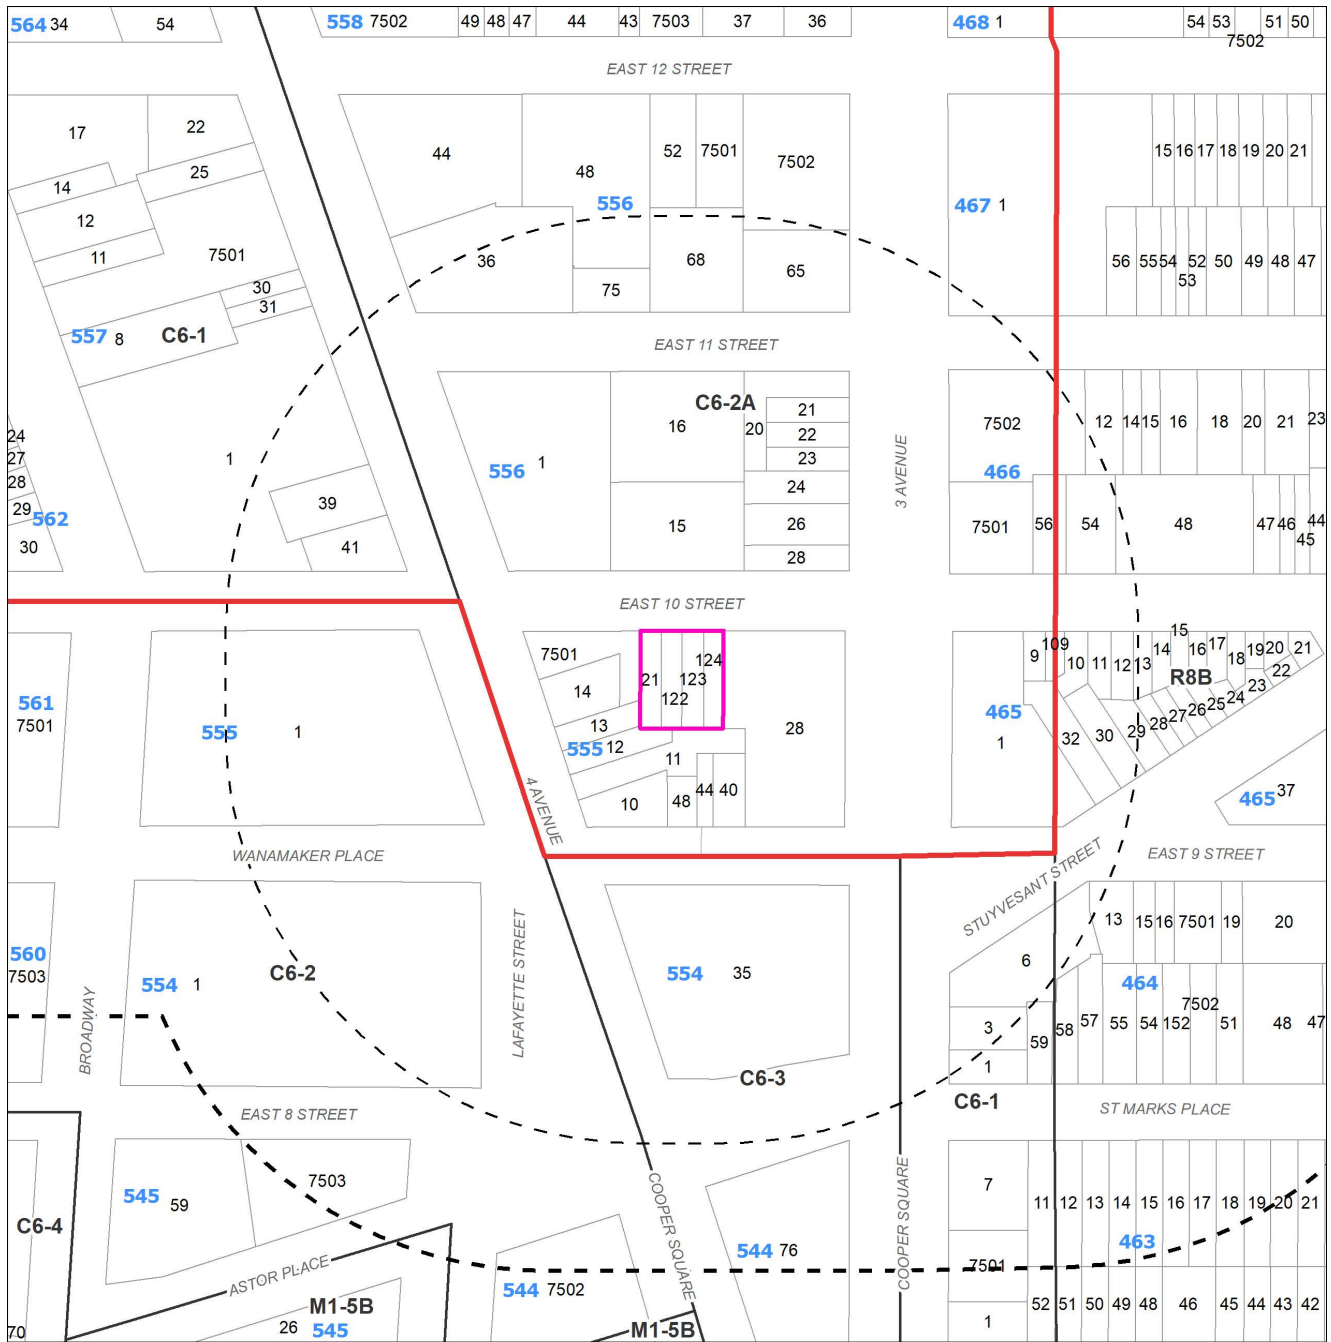 564 34 54 558 7502 49 48 47 44 43 7503 37 36 468 1 54 53 51 50
7502
EAST 12 STREET
17 22 44 48 52 7501 7502 15 16 17 18 19 20 21
25
14
556 467 1
12
11 7501 36 68 65 56 55 54 52 50 49 48 47
53
30 75
31
557 8 C6-1
EAST 11 STREET
C6-2A
21
7502 12 14 15 16 18 20 21 23
16 20 22
24
27 1 556 1 23 466
28 24
29 39 3 AVENUE
562 15 26 7501 56 54 48 47 46 44
45
30 41 28
EAST 10 STREET
15
7501 124 9 109 10 11 12 13 14 16 17 18 19 20 21
21 123 R8B 22
14 122 23
561 24
7501 555 1 13 28 465 25
26
27
28
29
555 12 1 32 30
11
44 40 465 37
4 AVENUE 10 48
WANAMAKER PLACE EAST 9 STREET
STUYVESANT STREET
13 15 16 7501 19 20
560 6
7503 554 1 C6-2 LAFAYETTE STREET 554 35 464
7502
BROADWAY 3 59 58 57 55 54 152 51 48 47
1
C6-3
C6-1
EAST 8 STREET ST MARKS PLACE
7503 7
545 59 COOPER SQUARE COOPER SQUARE 11 12 13 14 15 16 17 18 19 20 21
C6-4 544 76 463
ASTOR PLACE 7501
544 7502
M1-5B 52 51 50 49 48 46 45 44 43 42
70 26 545 M1-5B 1